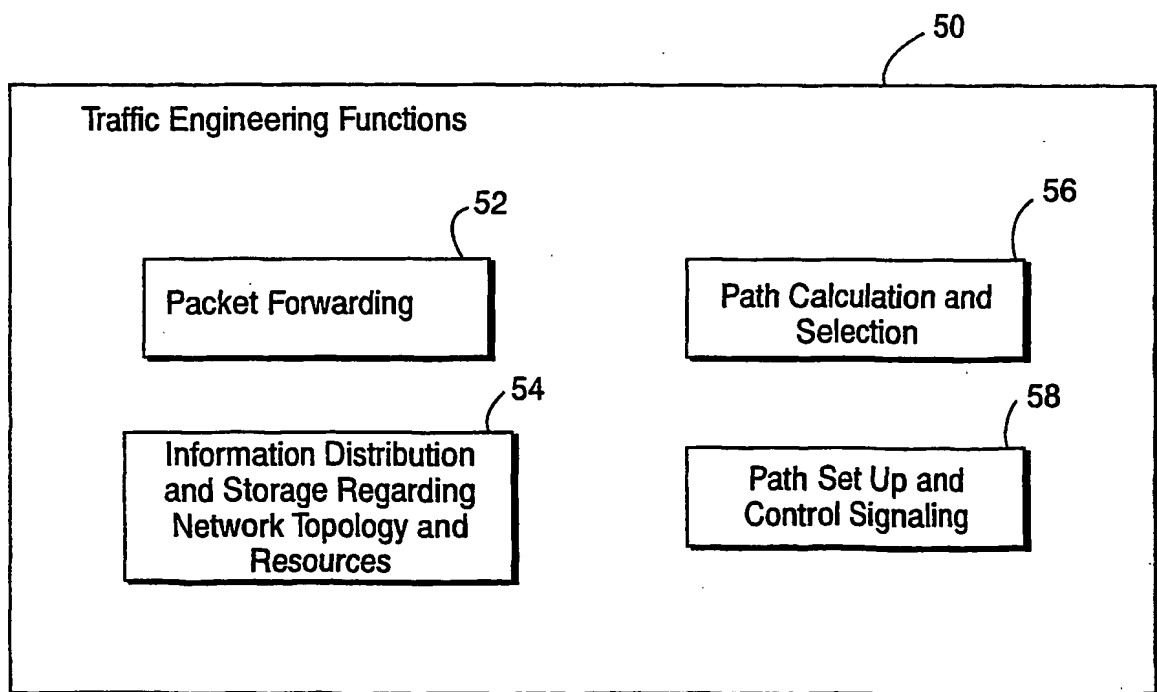 50
Traffic Engineering Functions
52
Packet Forwarding
56
Path Calculation and
Selection
54
Information Distribution
and Storage Regarding
Network Topology and
Resources
58
Path Set Up and
Control Signaling